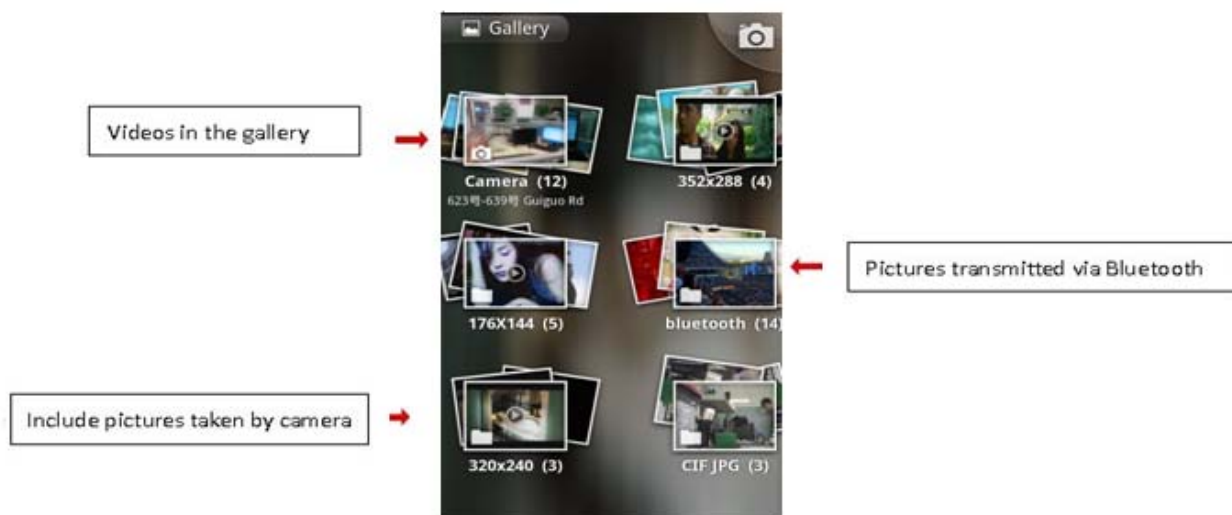 Gallery
Videos in the gallery
Camera (12)
352x288 (4)
623号-639号 Guiguo Rd
Pictures transmitted via Bluetooth
176X144 (5)
bluetooth (14)
Include pictures taken by camera
320x240 (3)
CIF JPG (3)